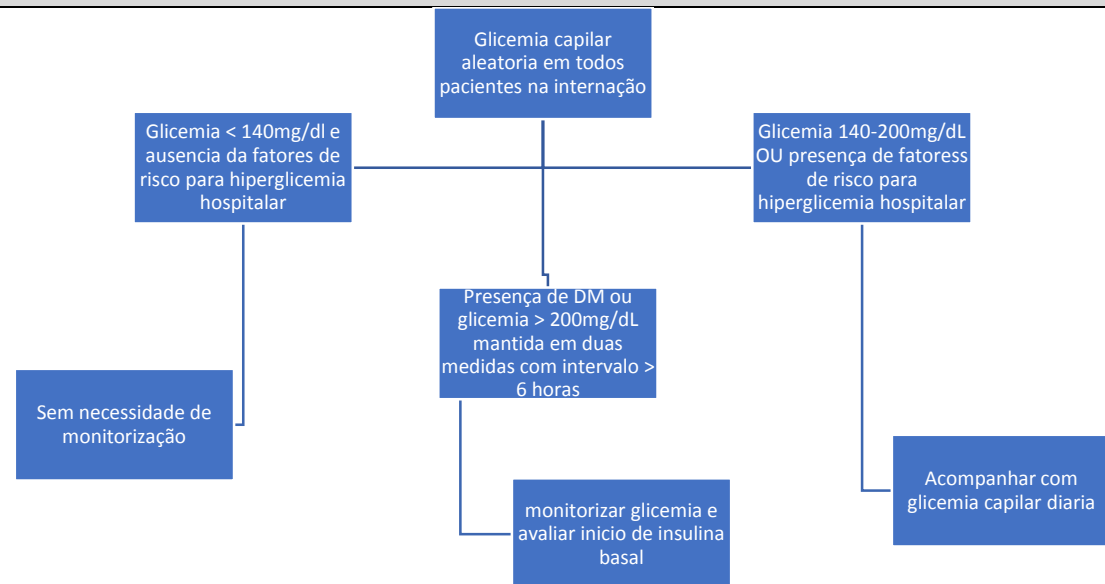 Glicemia capilar
aleatoria em todos
pacientes na internação
Glicemia < 140mg/dl e
ausencia da fatores de
risco para hiperglicemia
hospitalar
Glicemia 140-200mg/dL
OU presença de fatoress
de risco para
hiperglicemia hospitalar
Presença de DM ou
glicemia > 200mg/dL
mantida em duas
medidas com intervalo >
6 horas
Sem necessidade de
monitorização
monitorizar glicemia e
avaliar inicio de insulina
basal
Acompanhar com
glicemia capilar diaria